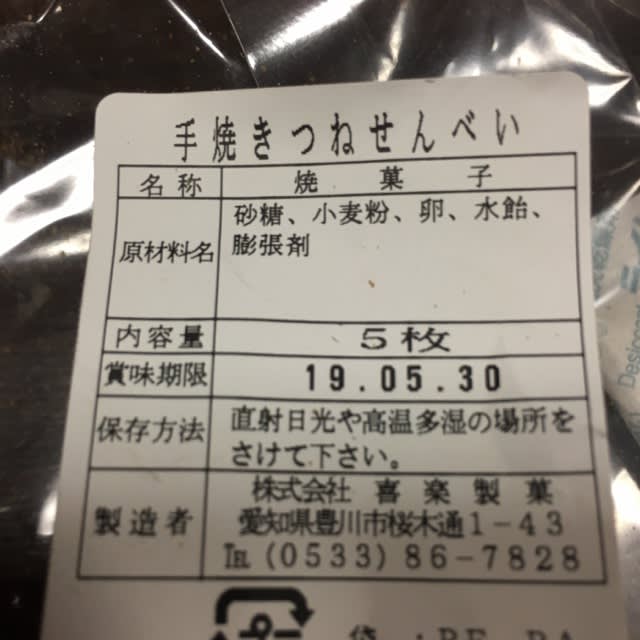 手焼きつねせんべい
名称 焼菓子
原材料名 砂糖、小麦粉、卵、水飴、
膨張剤
内容量 5枚
賞味期限 19.05.30
保存方法 直射日光や高温多湿の場所を
さけて下さい。
製造者 株式会社 喜楽製菓
愛知県豊川市桜木通1-43
℡(0533)86-7828
袋:PE